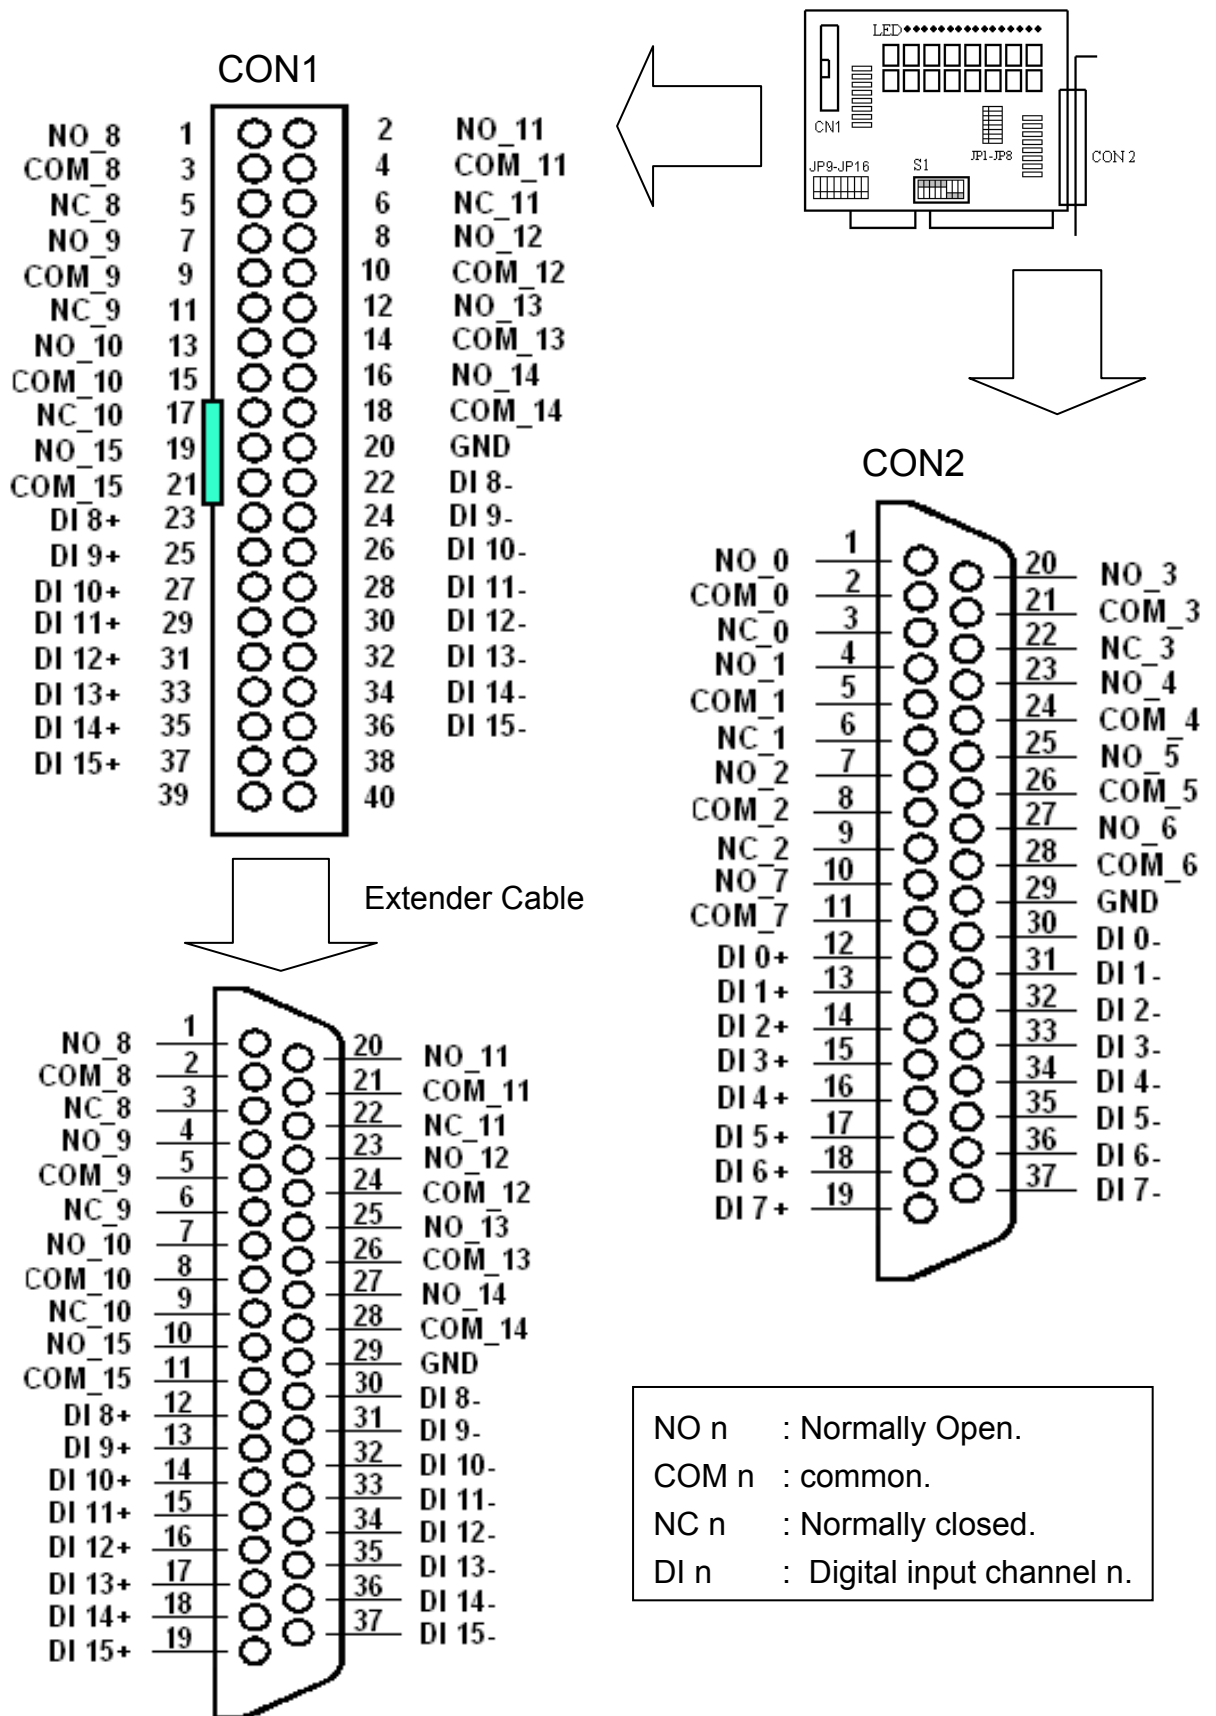 LED
CN1
JP1-JP8
CON 2
JP9-JP16
S1
CON1
NO_8 1 2 NO_11
COM_8 3 4 COM_11
NC_8 5 6 NC_11
NO_9 7 8 NO_12
COM_9 9 10 COM_12
NC_9 11 12 NO_13
NO_10 13 14 COM_13
COM_10 15 16 NO_14
NC_10 17 18 COM_14
NO_15 19 20 GND
COM_15 21 22 DI 8-
DI 8+ 23 24 DI 9-
DI 9+ 25 26 DI 10-
DI 10+ 27 28 DI 11-
DI 11+ 29 30 DI 12-
DI 12+ 31 32 DI 13-
DI 13+ 33 34 DI 14-
DI 14+ 35 36 DI 15-
DI 15+ 37 38
39 40
Extender Cable
NO_8 1 20 NO_11
COM_8 2 21 COM_11
NC_8 3 22 NC_11
NO_9 4 23 NO_12
COM_9 5 24 COM_12
NC_9 6 25 NO_13
NO_10 7 26 COM_13
COM_10 8 27 NO_14
NC_10 9 28 COM_14
NO_15 10 29 GND
COM_15 11 30 DI 8-
DI 8+ 12 31 DI 9-
DI 9+ 13 32 DI 10-
DI 10+ 14 33 DI 11-
DI 11+ 15 34 DI 12-
DI 12+ 16 35 DI 13-
DI 13+ 17 36 DI 14-
DI 14+ 18 37 DI 15-
DI 15+ 19
CON2
NO_0 1 20 NO_3
COM_0 2 21 COM_3
NC_0 3 22 NC_3
NO_1 4 23 NO_4
COM_1 5 24 COM_4
NC_1 6 25 NO_5
NO_2 7 26 COM_5
COM_2 8 27 NO_6
NC_2 9 28 COM_6
NO_7 10 29 GND
COM_7 11 30 DI 0-
DI 0+ 12 31 DI 1-
DI 1+ 13 32 DI 2-
DI 2+ 14 33 DI 3-
DI 3+ 15 34 DI 4-
DI 4+ 16 35 DI 5-
DI 5+ 17 36 DI 6-
DI 6+ 18 37 DI 7-
DI 7+ 19
NO n : Normally Open.
COM n : common.
NC n : Normally closed.
DI n : Digital input channel n.